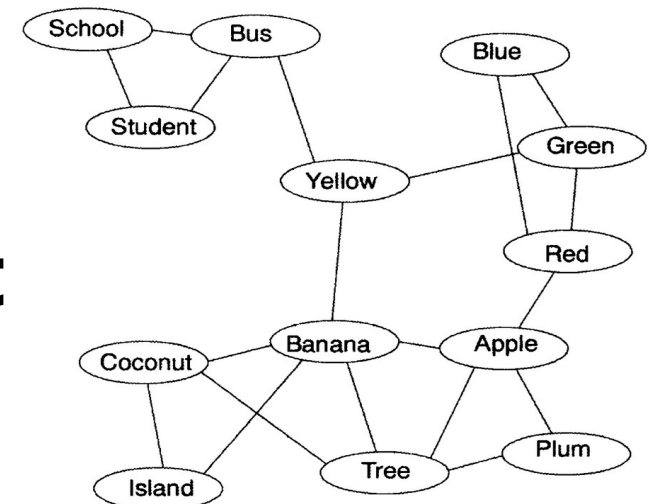 School
Bus
Blue
Student
Green
Yellow
Red
Banana
Apple
Coconut
Plum
Tree
Island